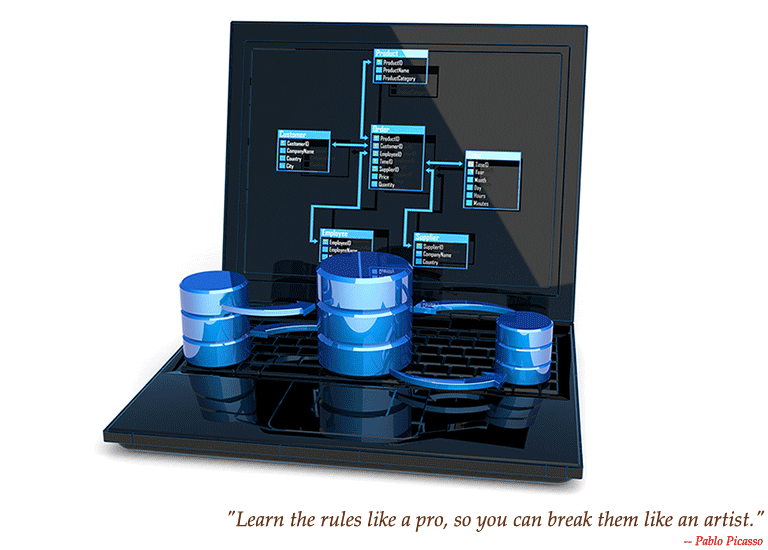 Product
ProductID
ProductName
ProductCategory
Customer
CustomerID
CompanyName
Country
City
Order
ProductID
CustomerID
EmployeeID
TimeID
SupplierID
Price
Quantity
TimeID
Year
Month
Day
Hours
Minutes
Employee
EmployeeID
EmployeeName
Supplier
SupplierID
CompanyName
Country
"Learn the rules like a pro, so you can break them like an artist."
-- Pablo Picasso